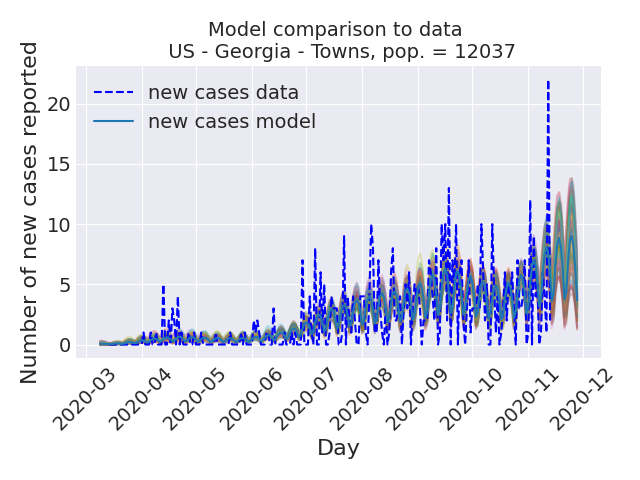 Model comparison to data
US - Georgia - Towns, pop. = 12037
Number of new cases reported
20
15
10
5
0
new cases data
new cases model
2020-03
2020-04
2020-05
2020-06
2020-07
2020-08
2020-09
2020-10
2020-11
2020-12
Day